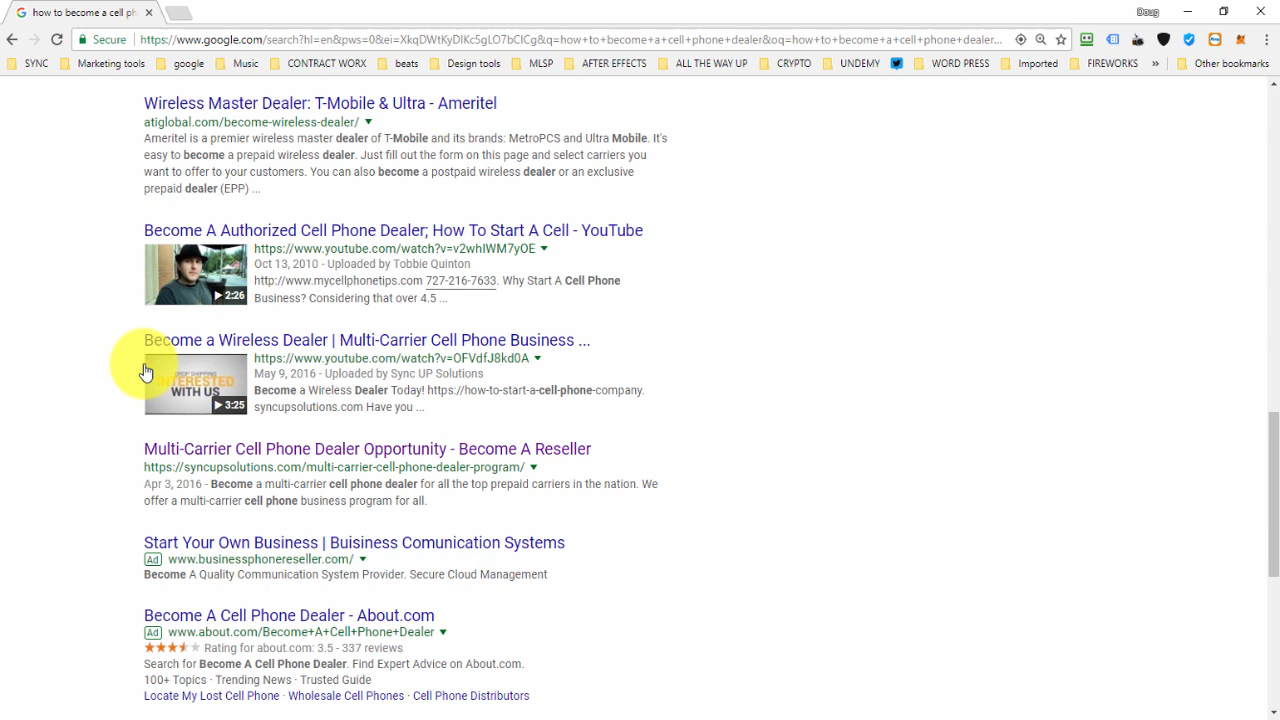 how to become a cell ph
Doug
Secure
https://www.google.com/search?hl=en&pws=0&ei=XkqDWtKyDIKc5gLO7bCICg&q=how+to+become+a+cell+phone+dealer&oq=how+to+become+a+cell+phone+dealer...
SYNC Marketing tools google Music CONTRACT WORX beats Design tools MLSP AFTER EFFECTS ALL THE WAY UP CRYPTO UNDEMY WORD PRESS Imported FIREWORKS » Other bookmarks
Wireless Master Dealer: T-Mobile & Ultra - Ameritel
atiglobal.com/become-wireless-dealer/
Ameritel is a premier wireless master dealer of T-Mobile and its brands: MetroPCS and Ultra Mobile. It's
easy to become a prepaid wireless dealer. Just fill out the form on this page and select carriers you
want to offer to your customers. You can also become a postpaid wireless dealer or an exclusive
prepaid dealer (EPP) ...
Become A Authorized Cell Phone Dealer; How To Start A Cell - YouTube
https://www.youtube.com/watch?v=v2whIWM7yOE
Oct 13, 2010 - Uploaded by Tobbie Quinton
http://www.mycellphonetips.com 727-216-7633. Why Start A Cell Phone
Business? Considering that over 4.5 ...
2:26
Become a Wireless Dealer | Multi-Carrier Cell Phone Business ...
https://www.youtube.com/watch?v=OFVdfJ8kd0A
May 9, 2016 - Uploaded by Sync UP Solutions
Become a Wireless Dealer Today! https://how-to-start-a-cell-phone-company.
syncupsolutions.com Have you ...
DROP SHIPPING
INTERESTED
WITH US
3:25
Multi-Carrier Cell Phone Dealer Opportunity - Become A Reseller
https://syncupsolutions.com/multi-carrier-cell-phone-dealer-program/
Apr 3, 2016 - Become a multi-carrier cell phone dealer for all the top prepaid carriers in the nation. We
offer a multi-carrier cell phone business program for all.
Start Your Own Business | Buisiness Comunication Systems
Ad www.businessphonereseller.com/
Become A Quality Communication System Provider. Secure Cloud Management
Become A Cell Phone Dealer - About.com
Ad www.about.com/Become+A+Cell+Phone+Dealer
Rating for about.com: 3.5 - 337 reviews
Search for Become A Cell Phone Dealer. Find Expert Advice on About.com.
100+ Topics · Trending News · Trusted Guide
Locate My Lost Cell Phone · Wholesale Cell Phones · Cell Phone Distributors